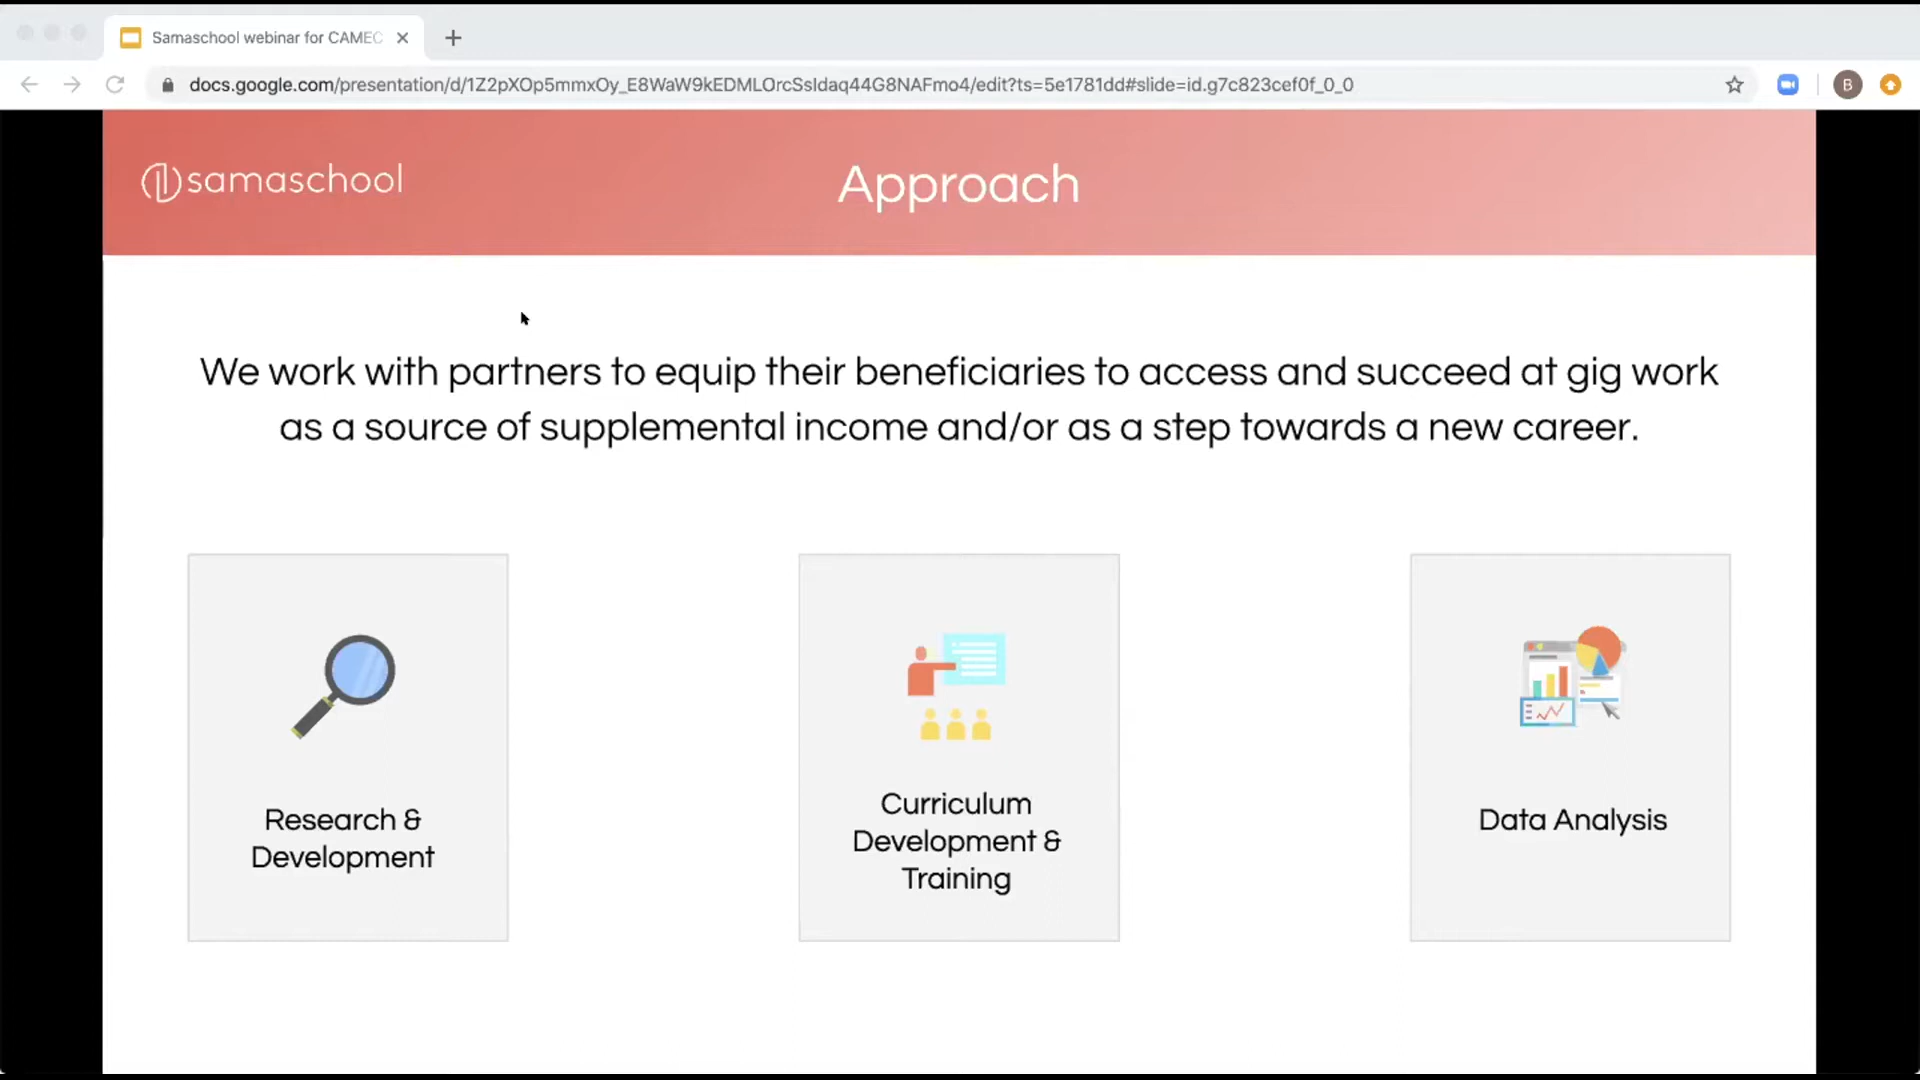 Samaschool webinar for CAMEC
docs.google.com/presentation/d/1Z2pXOp5mmxOy_E8WaW9kEDMLOrcSsIdaq44G8NAFmo4/edit?ts=5e1781dd#slide=id.g7c823cef0f_0_0
B
samaschool
Approach
We work with partners to equip their beneficiaries to access and succeed at gig work
as a source of supplemental income and/or as a step towards a new career.
Research &
Development
Curriculum
Development &
Training
Data Analysis